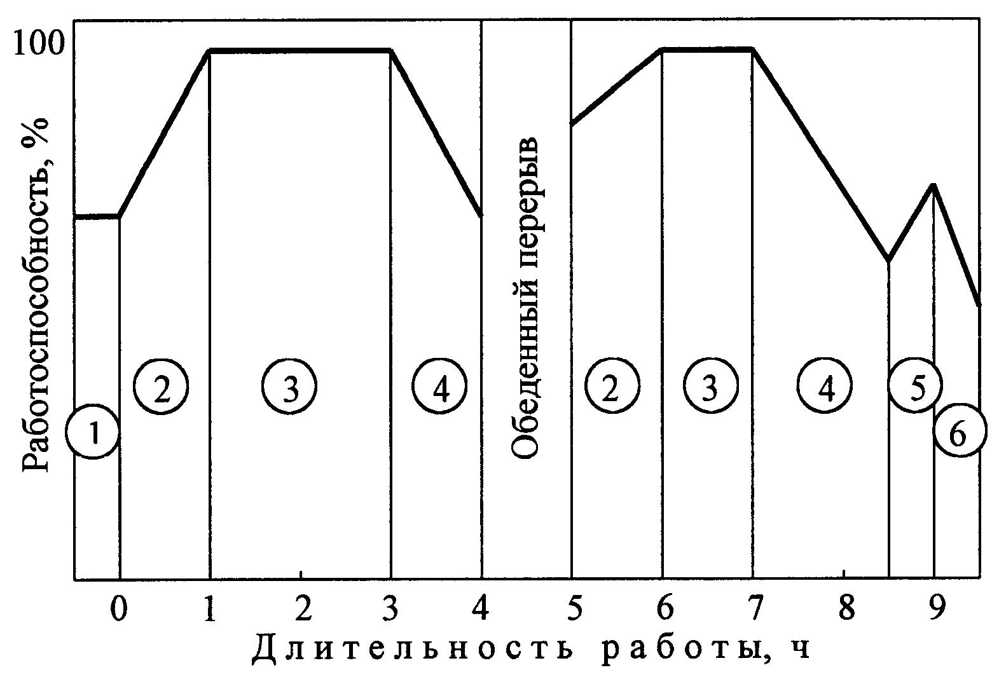 100
Работоспособность, %
Обеденный перерыв
2 3 4 2 3 4 5
1 6
0 1 2 3 4 5 6 7 8 9
Длительность работы, ч